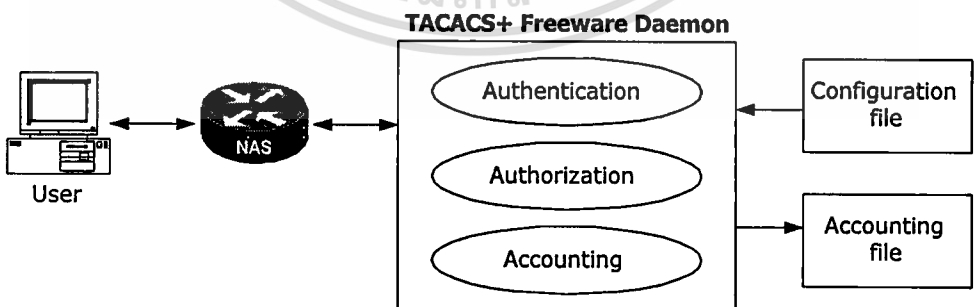 TACACS+ Freeware Daemon
Authentication
Configuration
file
NAS
User
Authorization
Accounting
Accounting
file